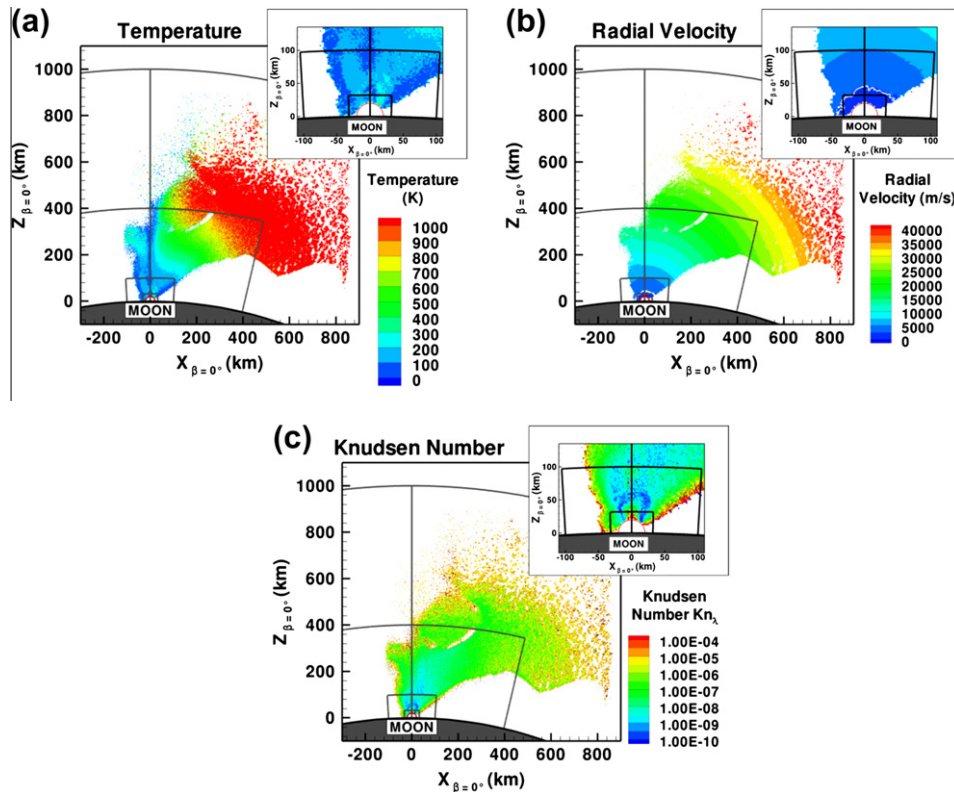 (a)
Temperature
Z β = 0° (km)
1000
800
600
400
200
0
-200 0 200 400 600 800
X β = 0° (km)
MOON
Z β = 0° (km)
100
50
0
-100 -50 0 50 100
X β = 0° (km)
MOON
Temperature
(K)
1000
900
800
700
600
500
400
300
200
100
0
(b)
Radial Velocity
Z β = 0° (km)
1000
800
600
400
200
0
-200 0 200 400 600 800
X β = 0° (km)
MOON
Z β = 0° (km)
100
50
0
-100 -50 0 50 100
X β = 0° (km)
MOON
Radial
Velocity (m/s)
40000
35000
30000
25000
20000
15000
10000
5000
0
(c)
Knudsen Number
Z β = 0° (km)
1000
800
600
400
200
0
-200 0 200 400 600 800
X β = 0° (km)
MOON
Z β = 0° (km)
100
50
0
-100 -50 0 50 100
X β = 0° (km)
MOON
Knudsen
Number Knλ
1.00E-04
1.00E-05
1.00E-06
1.00E-07
1.00E-08
1.00E-09
1.00E-10